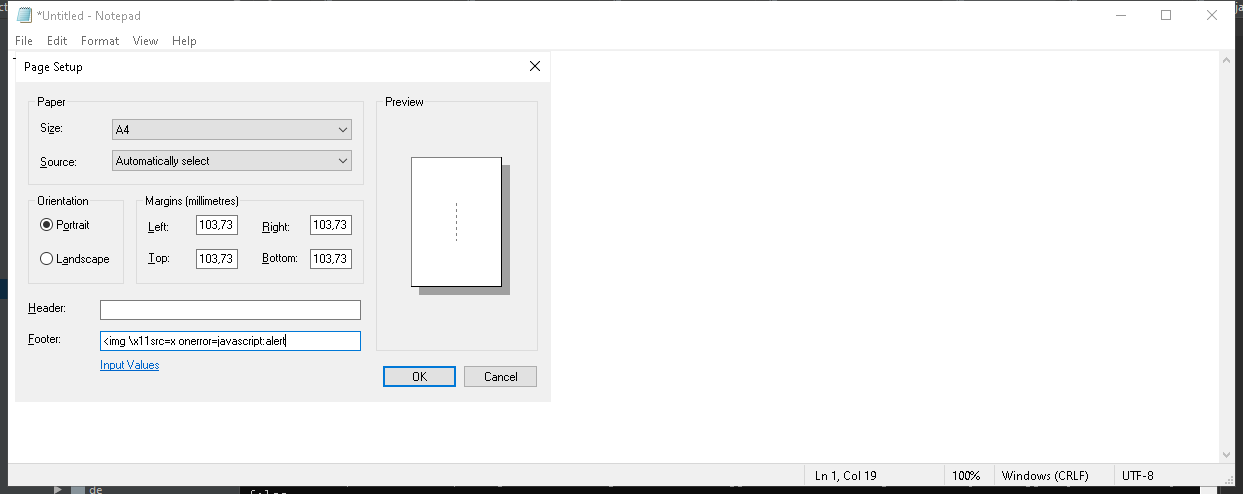 *Untitled - Notepad
File Edit Format View Help
Page Setup
Paper
Size: A4
Source: Automatically select
Orientation
Portrait
Landscape
Margins (millimetres)
Left: 103,73 Right: 103,73
Top: 103,73 Bottom: 103,73
Preview
Header:
Footer: <img \x11src=x onerror=javascript:alert
Input Values
OK Cancel
Ln 1, Col 19 100% Windows (CRLF) UTF-8
de